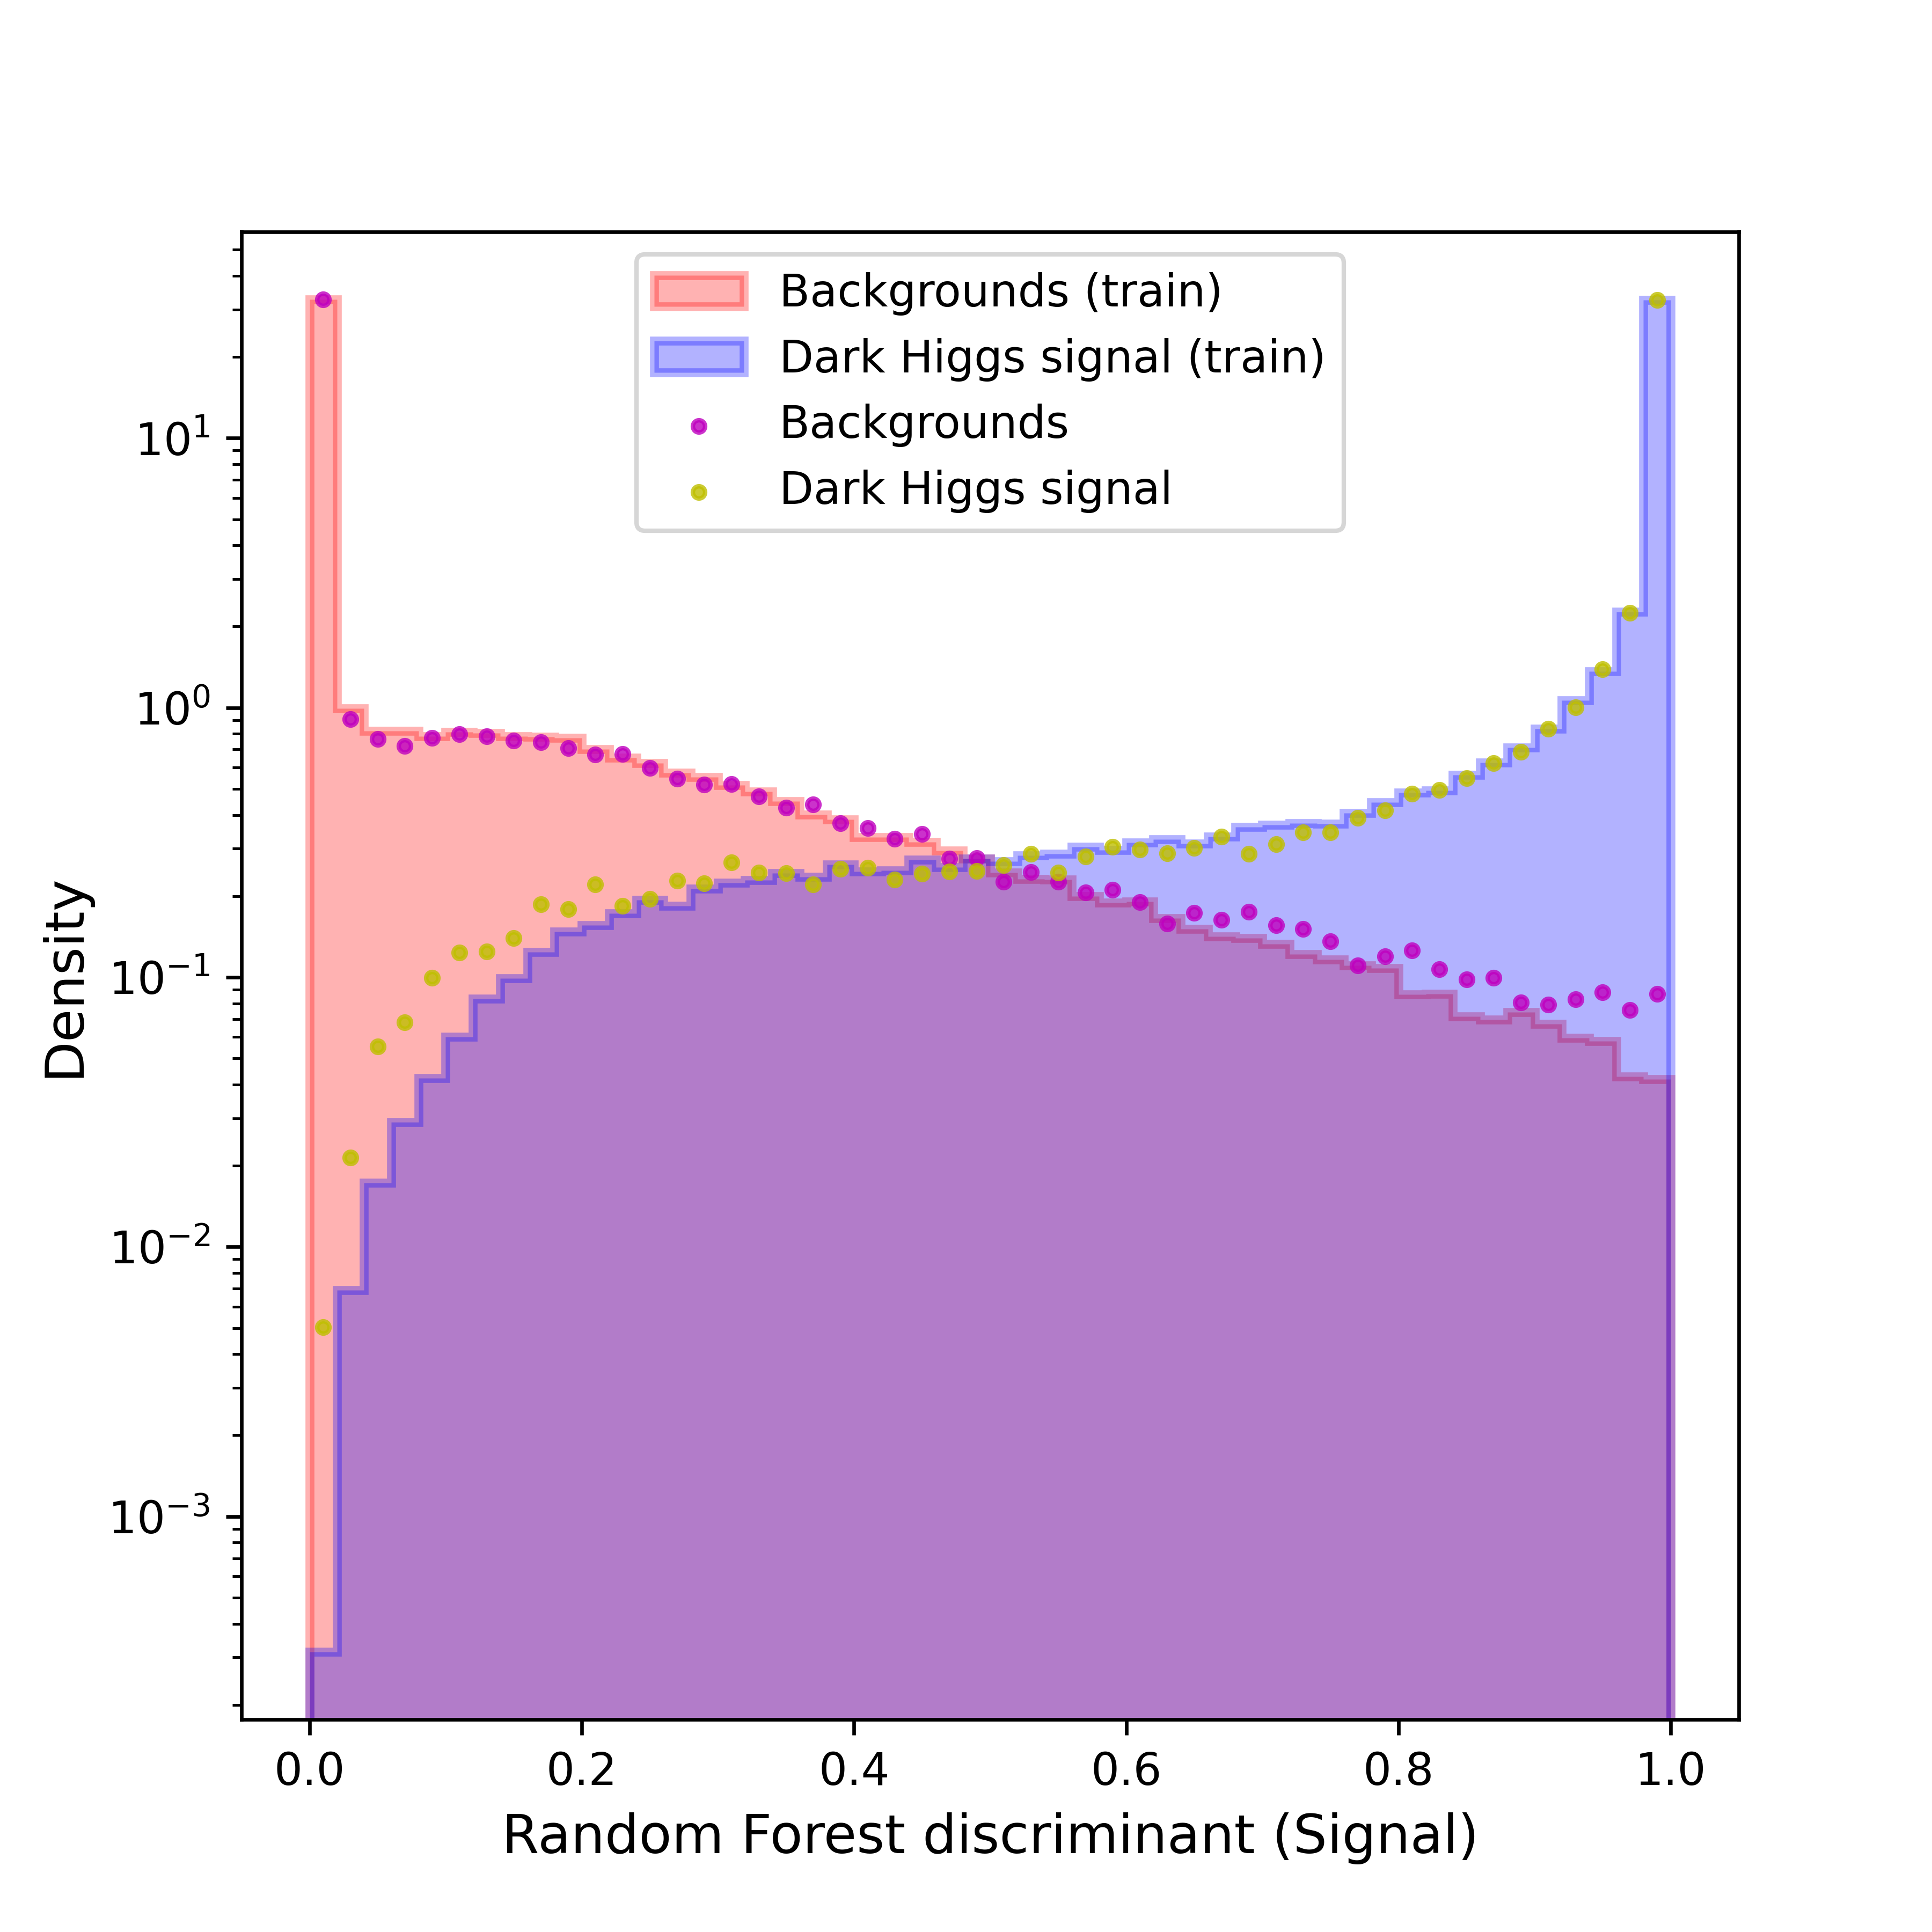 Backgrounds (train)
Dark Higgs signal (train)
Backgrounds
Dark Higgs signal
10¹
10⁰
10⁻¹
10⁻²
10⁻³
Density
0.0 0.2 0.4 0.6 0.8 1.0
Random Forest discriminant (Signal)